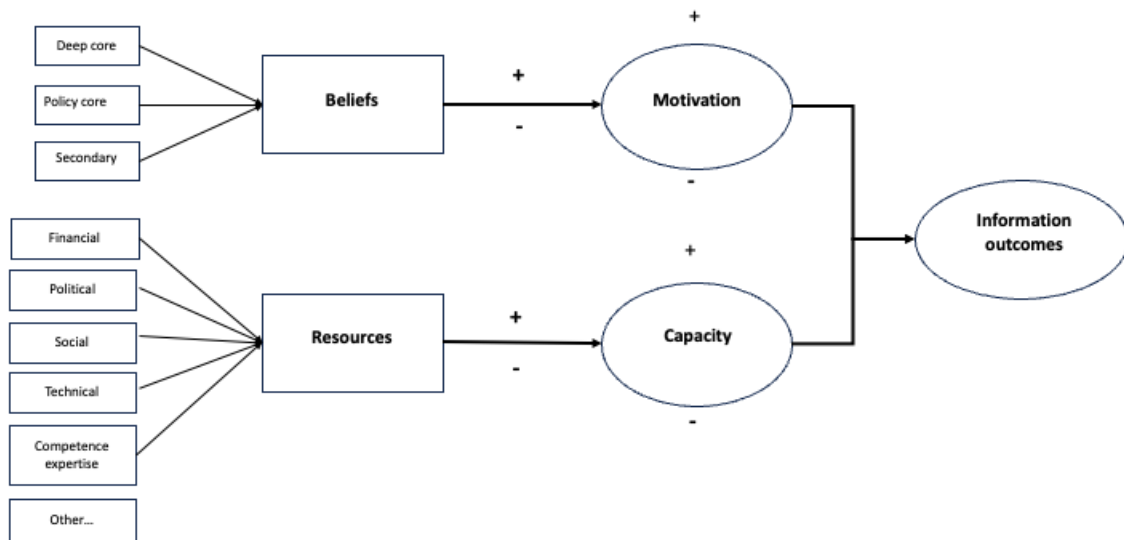 +
Deep core
Policy core
Secondary
Beliefs
+
-
Motivation
-
Financial
Political
Social
Technical
Competence
expertise
Other...
Resources
+
-
+
Capacity
-
Information
outcomes